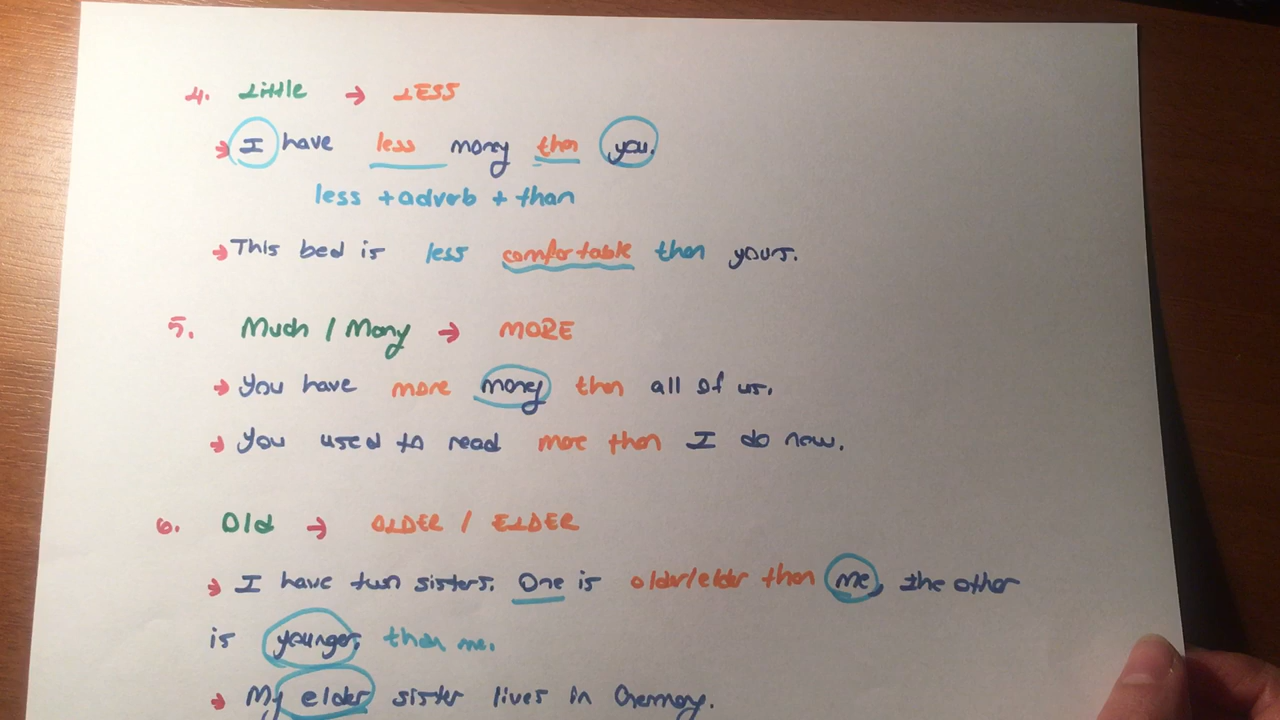 4. Little → LESS
→ I have less money than you.
less + adverb + than
→ This bed is less comfortable than yours.
5. Much / Many → MORE
→ You have more money than all of us.
→ You used to read more than I do now.
6. Old → OLDER / ELDER
→ I have two sisters. One is older/elder than me, the other
is younger, than me.
→ My elder sister lives in Germany.